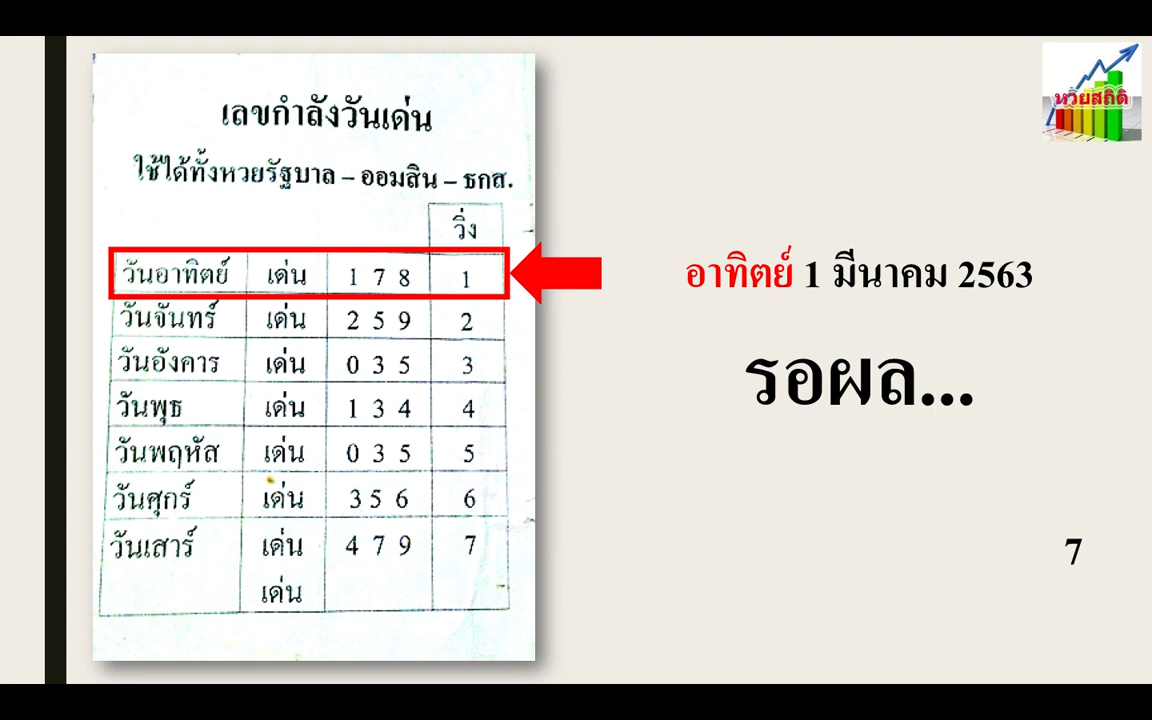 เลขกำลังวันเด่น
ใช้ได้ทั้งหวยรัฐบาล – ออมสิน – ธกส.
วิ่ง
วันอาทิตย์ เด่น 1 7 8 1
วันจันทร์ เด่น 2 5 9 2
วันอังคาร เด่น 0 3 5 3
วันพุธ เด่น 1 3 4 4
วันพฤหัส เด่น 0 3 5 5
วันศุกร์ เด่น 3 5 6 6
วันเสาร์ เด่น 4 7 9 7
เด่น
หวยสถิติ
อาทิตย์ 1 มีนาคม 2563
รอผล...
7